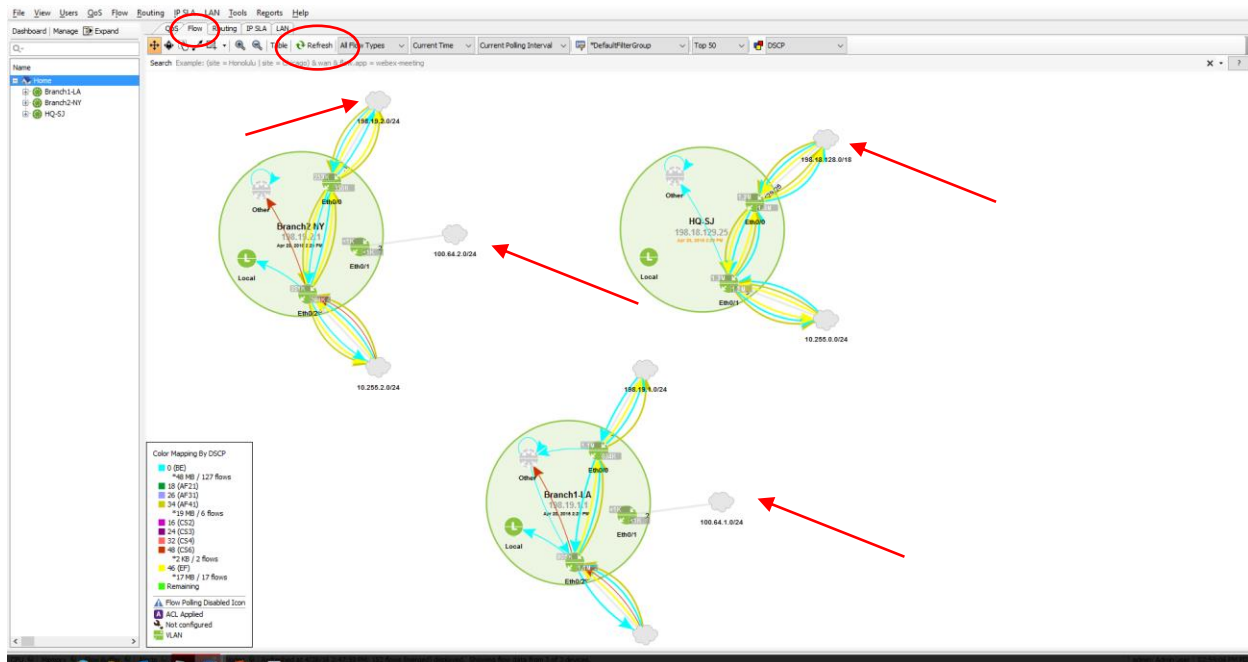 File View Users QoS Flow Routing IP SLA LAN Tools Reports Help
Dashboard Manage Expand
QoS Flow Routing IP SLA LAN
Table Refresh All Flow Types Current Time Current Polling Interval *DefaultFilterGroup Top 50 DSCP
Search Example: (site = Honolulu | site = Chicago) & wan & flow.app = webex-meeting
Name
Home
Branch1-LA
Branch2-NY
HQ-SJ
198.19.2.0/24
Other
Eth0/0
Branch2-NY
198.19.2.1
Eth0/1
100.64.2.0/24
Local
Eth0/2
10.255.2.0/24
198.18.128.0/18
Other
Eth0/0
HQ-SJ
198.18.129.25
Local
Eth0/1
10.255.0.0/24
198.19.1.0/24
Other
Eth0/0
Branch1-LA
198.19.1.1
Eth0/1
100.64.1.0/24
Local
Eth0/2
Color Mapping By DSCP
0 (BE)
*48 MB / 127 flows
18 (AF21)
26 (AF31)
34 (AF41)
*19 MB / 6 flows
16 (CS2)
24 (CS3)
32 (CS4)
48 (CS6)
*2 KB / 2 flows
46 (EF)
*17 MB / 17 flows
Remaining
Flow Polling Disabled Icon
A ACL Applied
Not configured
VLAN